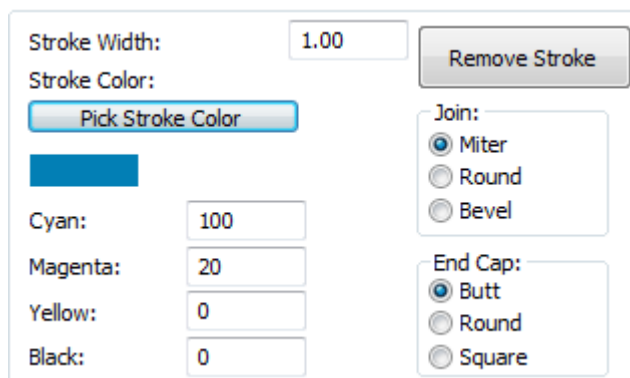 Stroke Width: 1.00
Remove Stroke
Stroke Color:
Pick Stroke Color
Cyan: 100
Magenta: 20
Yellow: 0
Black: 0
Join:
Miter
Round
Bevel
End Cap:
Butt
Round
Square